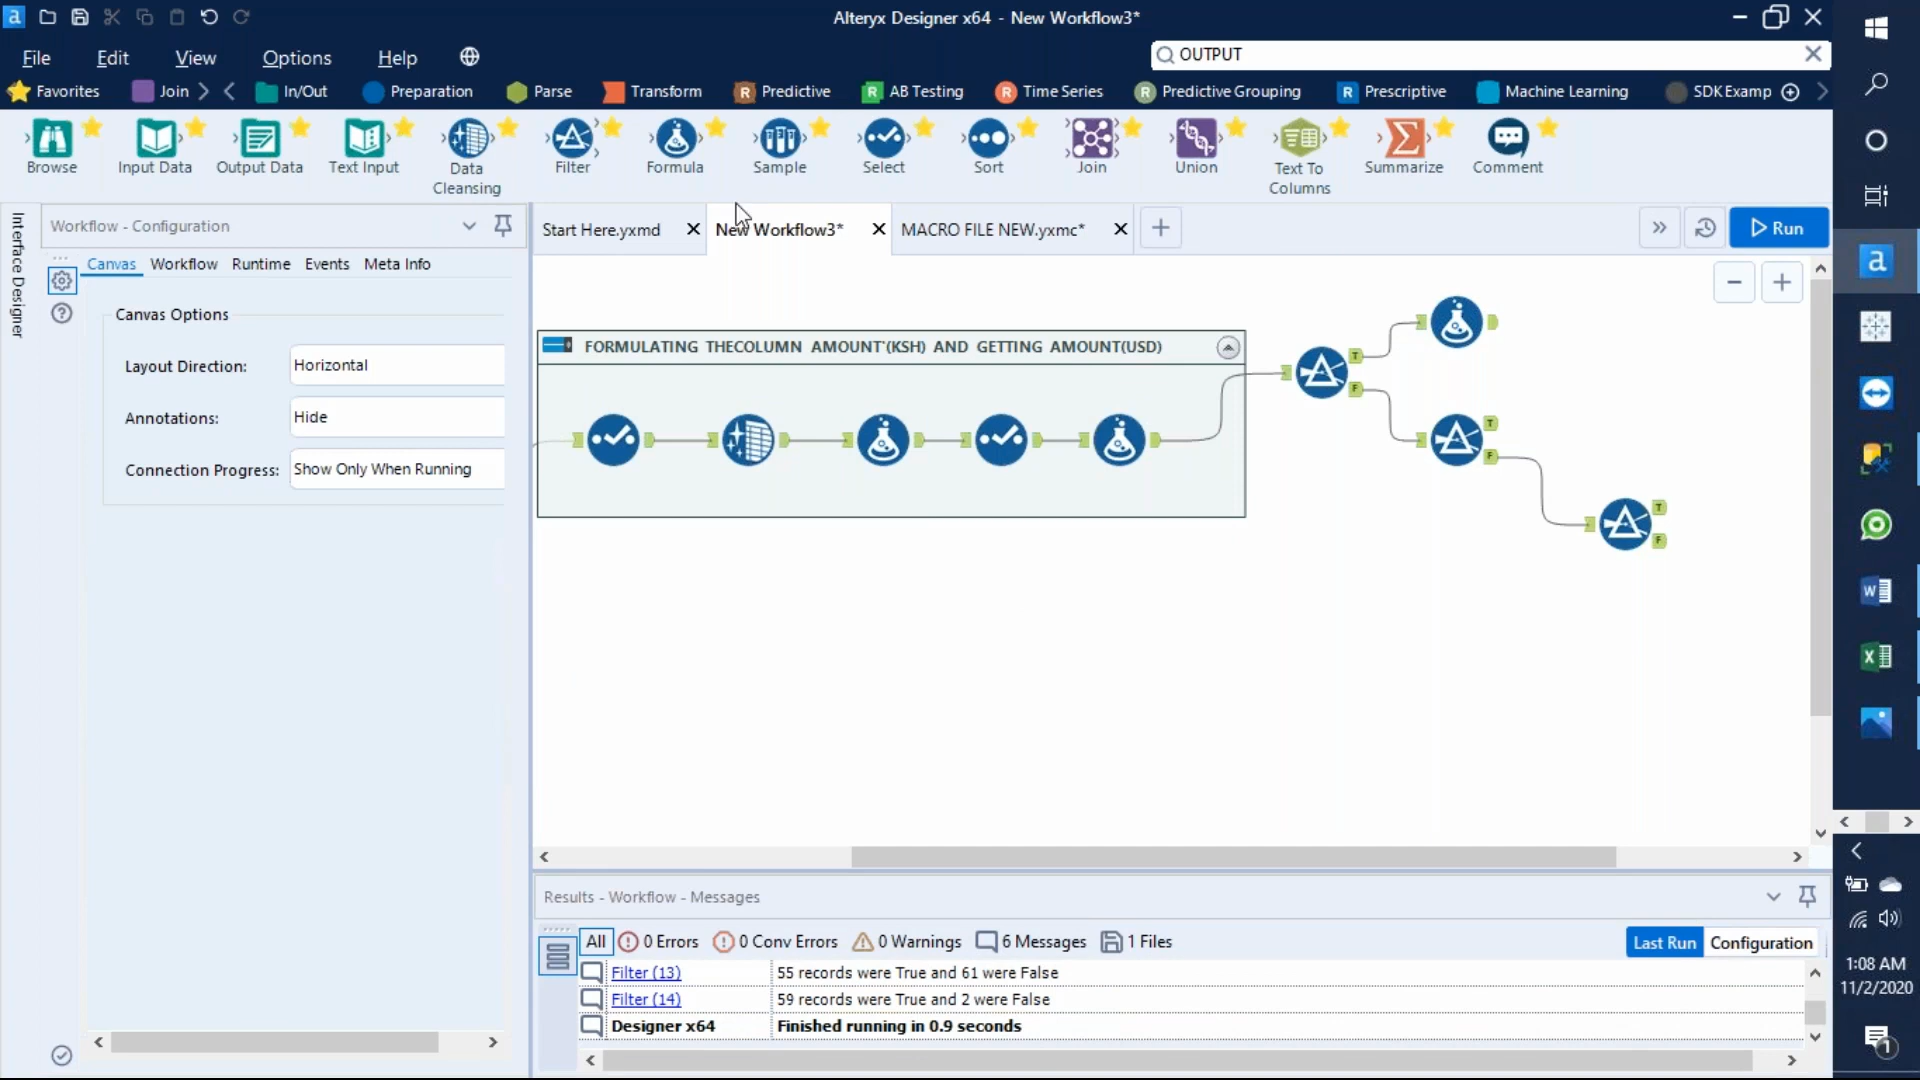 Alteryx Designer x64 - New Workflow3*
File Edit View Options Help
OUTPUT
Favorites Join In/Out Preparation Parse Transform Predictive AB Testing Time Series Predictive Grouping Prescriptive Machine Learning SDK Examp
Browse Input Data Output Data Text Input Data Cleansing Filter Formula Sample Select Sort Join Union Text To Columns Summarize Comment
Interface Designer
Workflow - Configuration
Start Here.yxmd New Workflow3* MACRO FILE NEW.yxmc* Run
Canvas Workflow Runtime Events Meta Info
Canvas Options
Layout Direction: Horizontal
Annotations: Hide
Connection Progress: Show Only When Running
FORMULATING THECOLUMN AMOUNT'(KSH) AND GETTING AMOUNT(USD)
T
F
T
F
T
F
Results - Workflow - Messages
All 0 Errors 0 Conv Errors 0 Warnings 6 Messages 1 Files Last Run Configuration
Filter (13) 55 records were True and 61 were False
Filter (14) 59 records were True and 2 were False
Designer x64 Finished running in 0.9 seconds
1:08 AM
11/2/2020
1